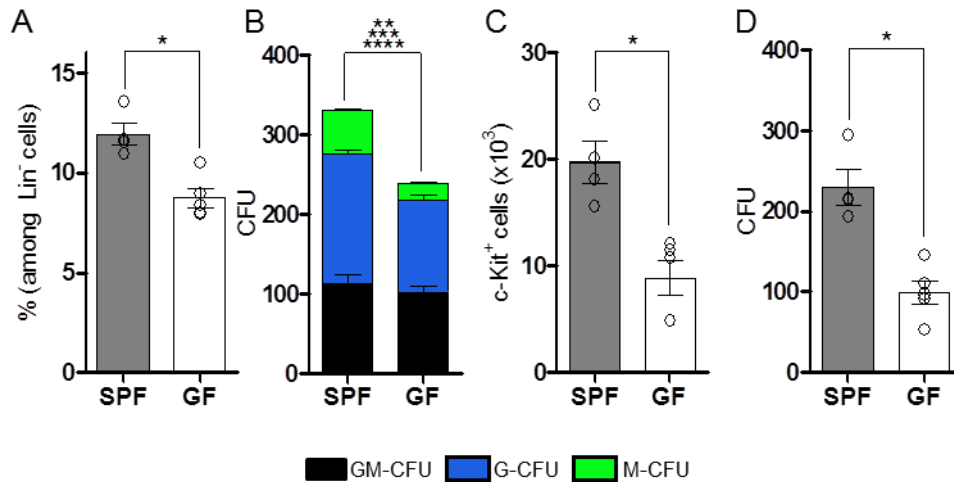 A
% (among Lin⁻ cells)
15
10
5
0
*
SPF GF
B
CFU
400
300
200
100
0
**
***
****
SPF GF
C
c-Kit⁺ cells (x10³)
30
20
10
0
*
SPF GF
D
CFU
400
300
200
100
0
*
SPF GF
GM-CFU G-CFU M-CFU